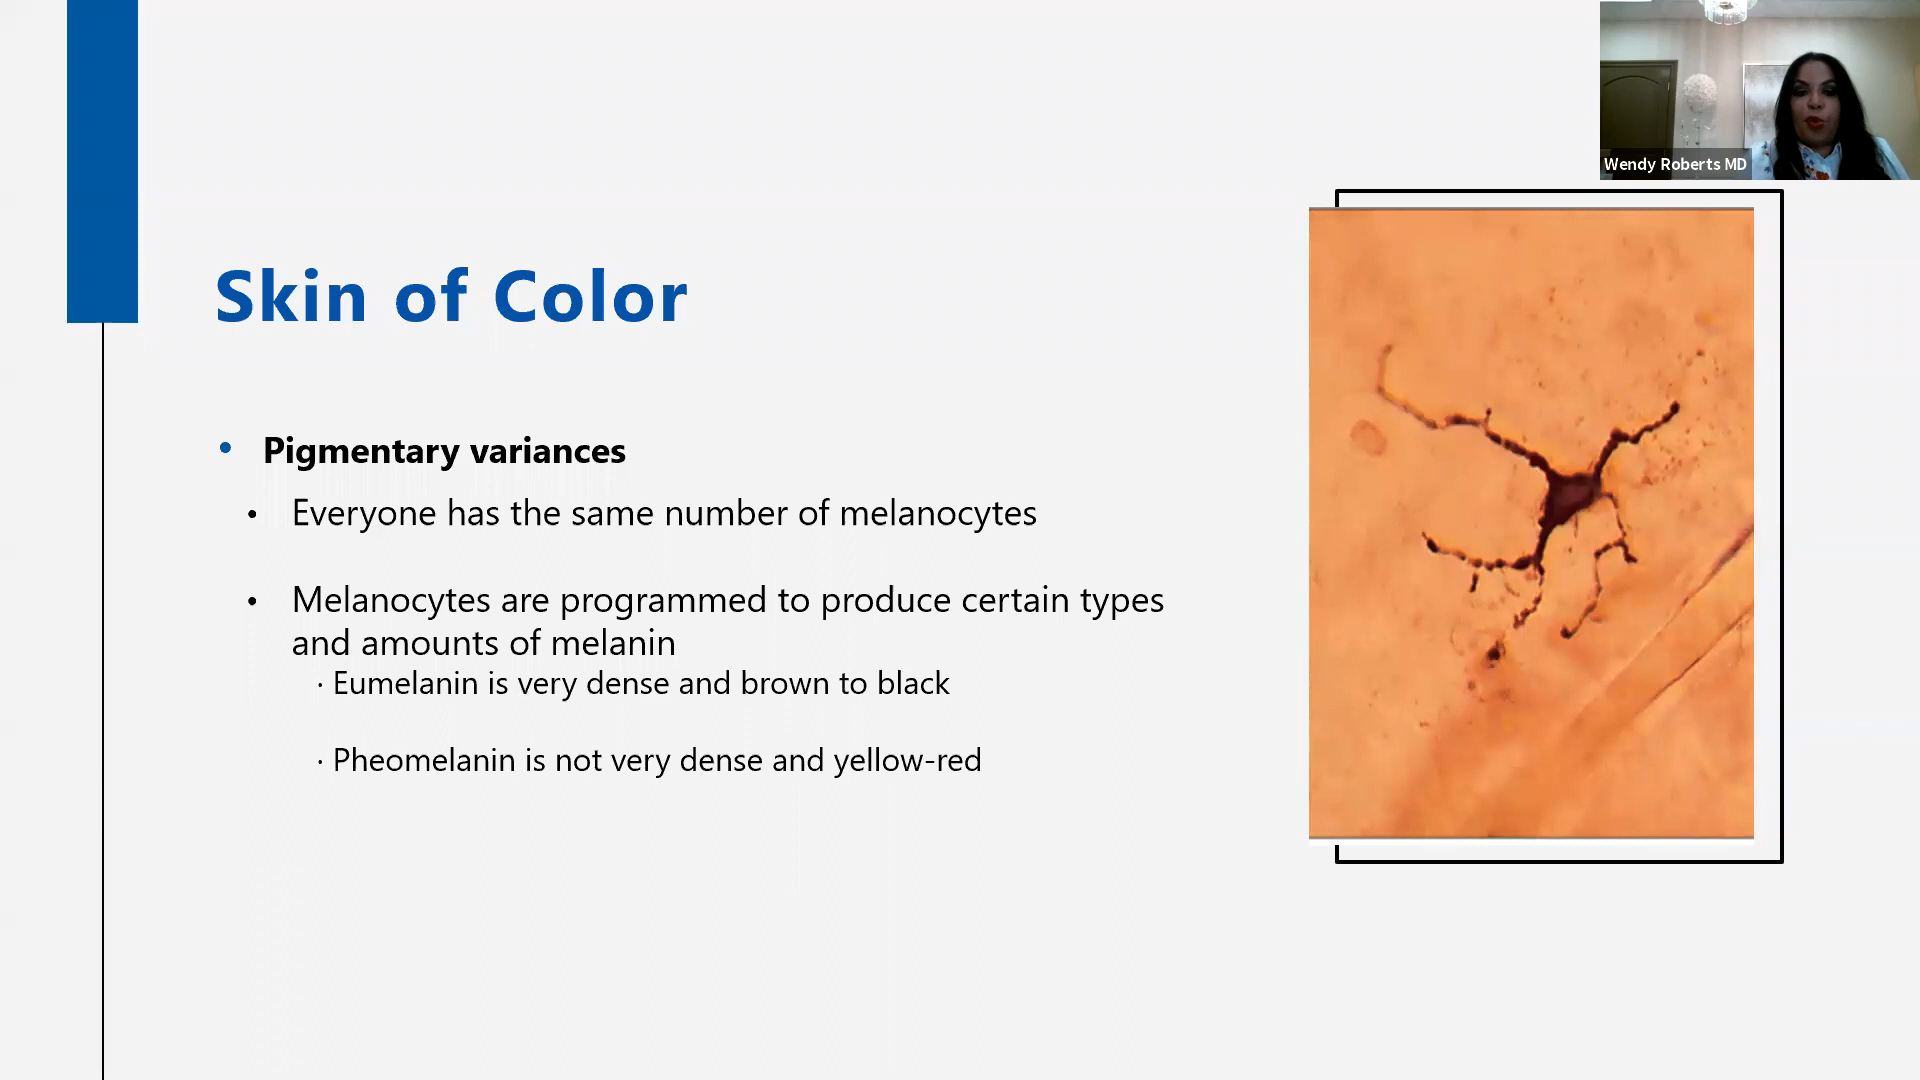 Wendy Roberts MD
Skin of Color
• Pigmentary variances
• Everyone has the same number of melanocytes
• Melanocytes are programmed to produce certain types
and amounts of melanin
· Eumelanin is very dense and brown to black
· Pheomelanin is not very dense and yellow-red